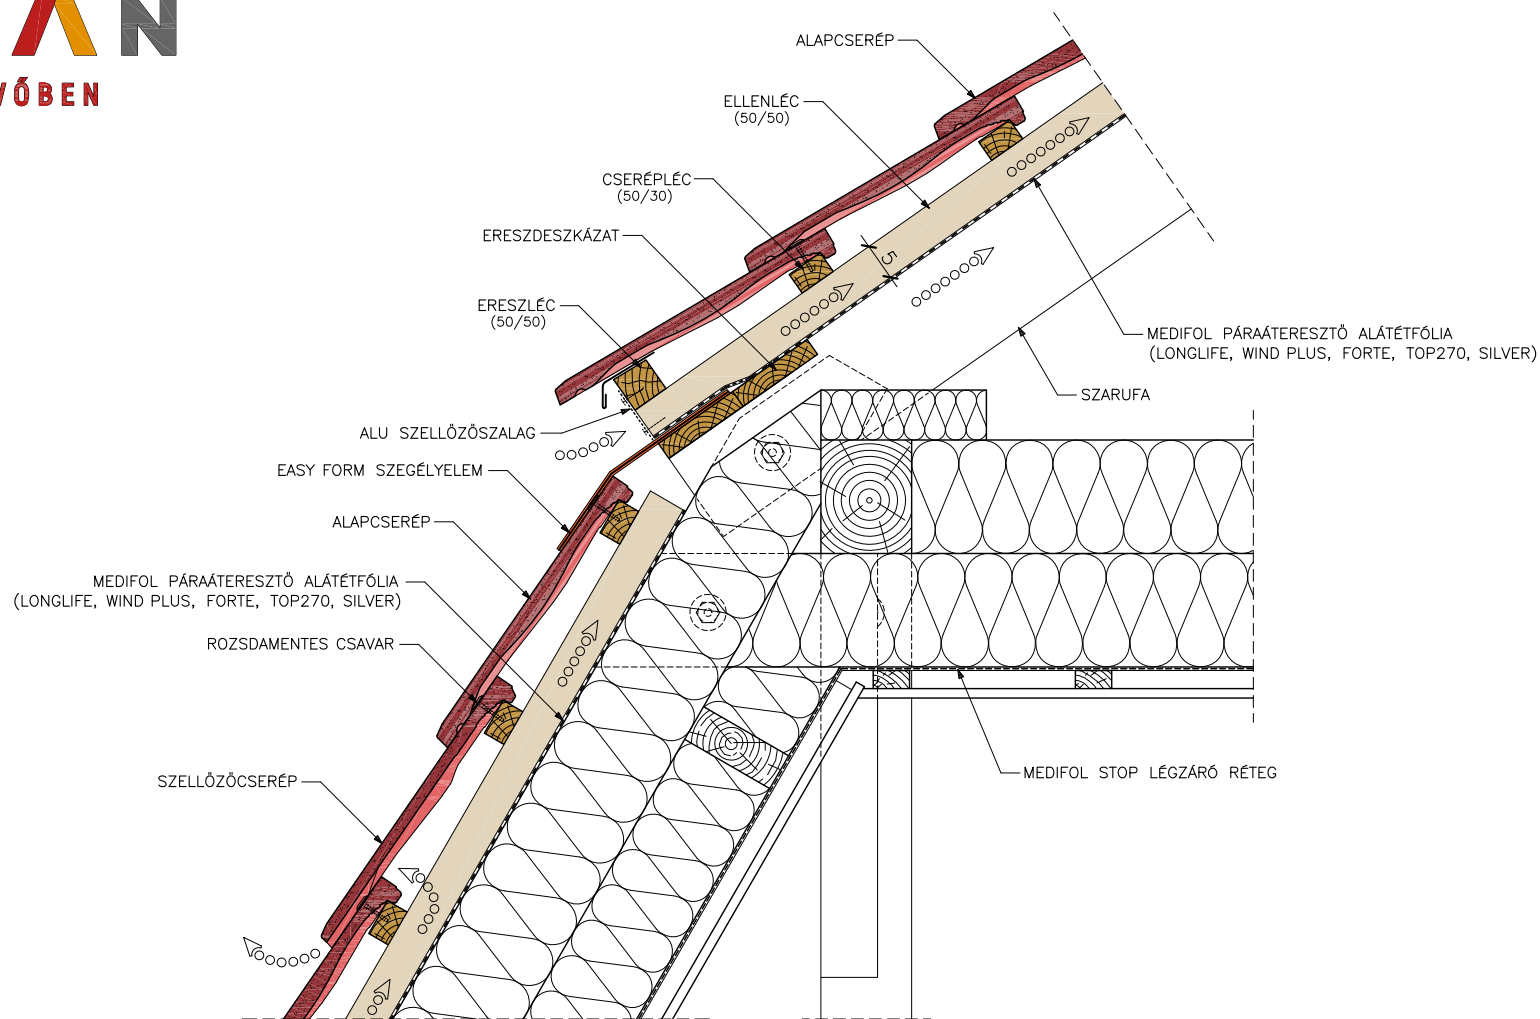 VŐBEN
ALAPCSERÉP
ELLENLÉC
(50/50)
CSERÉPLÉC
(50/30)
ERESZDESZKÁZAT
ERESZLÉC
(50/50)
5
MEDIFOL PÁRAÁTERESZTŐ ALÁTÉTFÓLIA
(LONGLIFE, WIND PLUS, FORTE, TOP270, SILVER)
SZARUFA
ALU SZELLŐZŐSZALAG
EASY FORM SZEGÉLYELEM
ALAPCSERÉP
MEDIFOL PÁRAÁTERESZTŐ ALÁTÉTFÓLIA
(LONGLIFE, WIND PLUS, FORTE, TOP270, SILVER)
ROZSDAMENTES CSAVAR
SZELLŐZŐCSERÉP
MEDIFOL STOP LÉGZÁRÓ RÉTEG